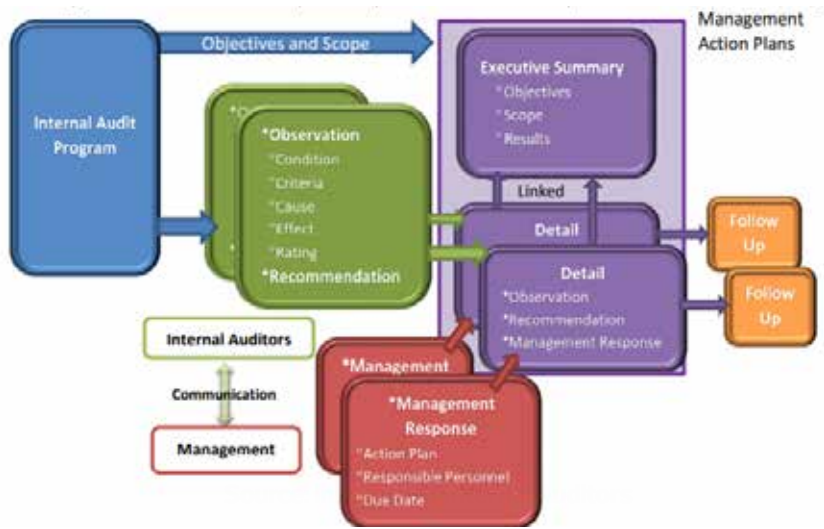 Management
Action Plans
Objectives and Scope
Internal Audit
Program
Executive Summary
*Objectives
*Scope
*Results
*Observation
*Condition
*Criteria
*Cause
*Effect
*Rating
*Recommendation
Linked
Detail
Detail
*Observation
*Recommendation
*Management Response
Follow
Up
Follow
Up
Internal Auditors
Communication
Management
*Management
*Management
Response
*Action Plan
*Responsible Personnel
*Due Date